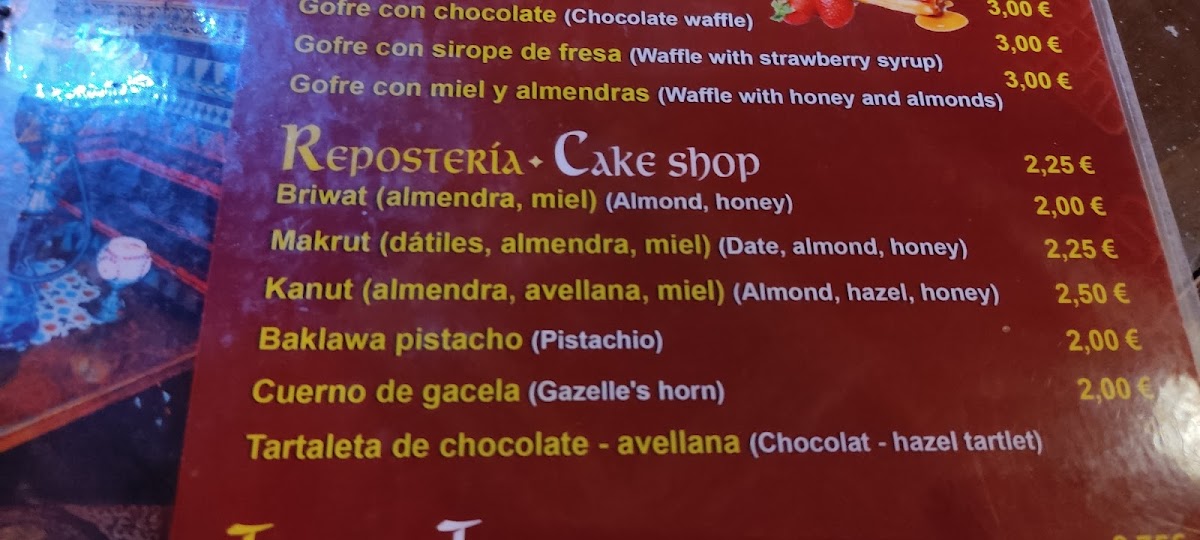 Gofre con chocolate (Chocolate waffle) 3,00 €
Gofre con sirope de fresa (Waffle with strawberry syrup) 3,00 €
Gofre con miel y almendras (Waffle with honey and almonds) 3,00 €
Repostería · Cake shop 2,25 €
Briwat (almendra, miel) (Almond, honey) 2,00 €
Makrut (dátiles, almendra, miel) (Date, almond, honey) 2,25 €
Kanut (almendra, avellana, miel) (Almond, hazel, honey) 2,50 €
Baklawa pistacho (Pistachio) 2,00 €
Cuerno de gacela (Gazelle's horn) 2,00 €
Tartaleta de chocolate - avellana (Chocolat - hazel tartlet)